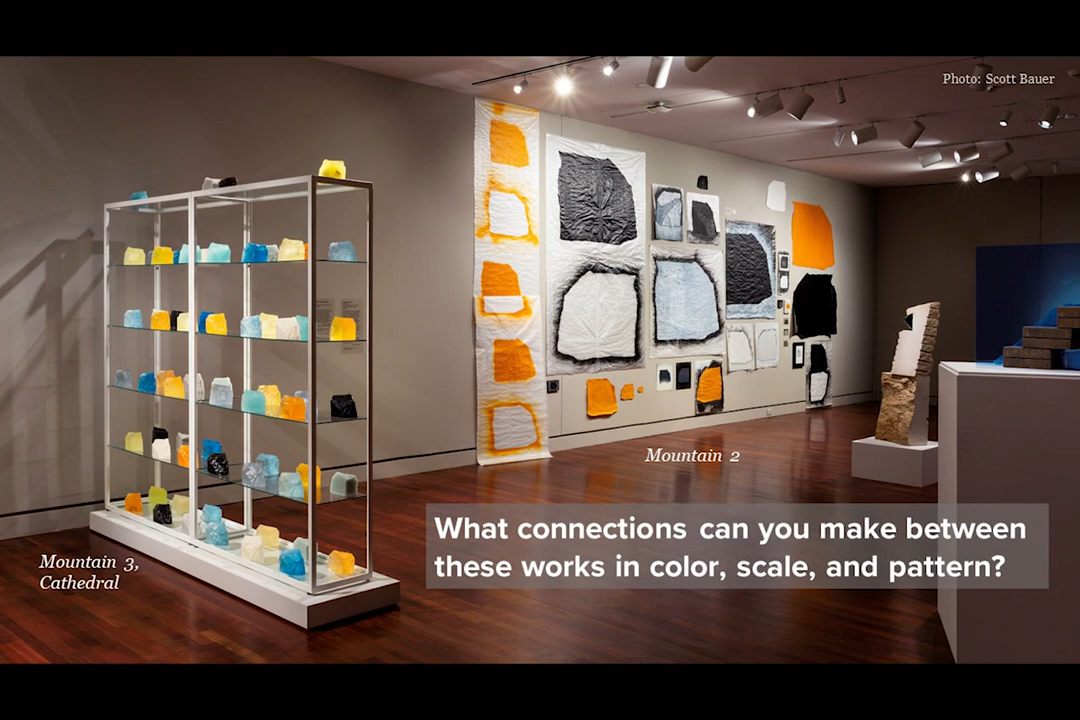 Photo: Scott Bauer
Mountain 2
What connections can you make between
these works in color, scale, and pattern?
Mountain 3,
Cathedral